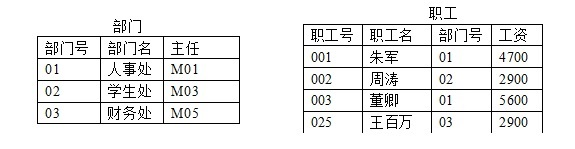 部门
部门号 部门名 主任
01 人事处 M01
02 学生处 M03
03 财务处 M05
职工
职工号 职工名 部门号 工资
001 朱军 01 4700
002 周涛 02 2900
003 董卿 01 5600
025 王百万 03 2900